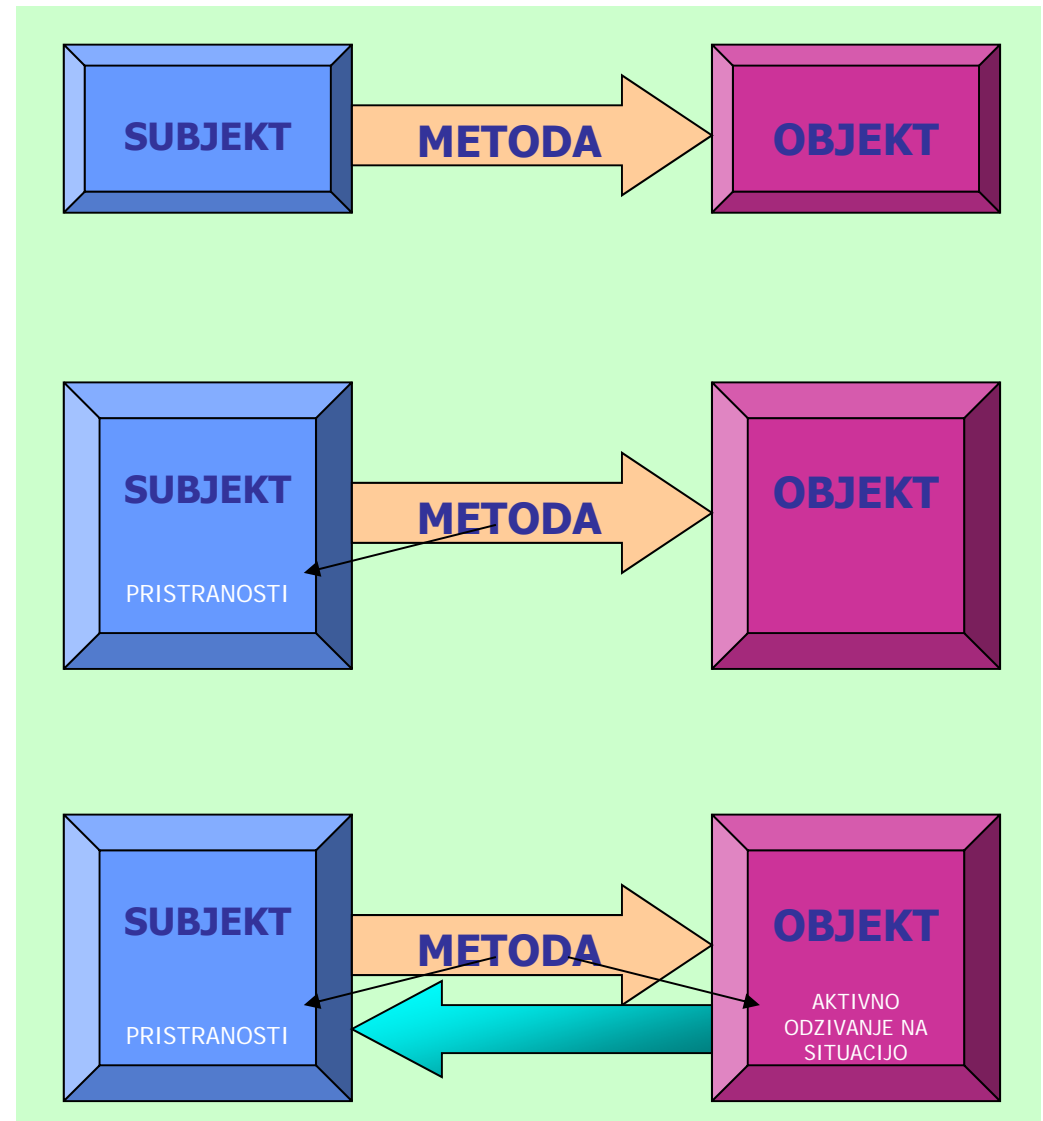 SUBJEKT
METODA
OBJEKT
SUBJEKT
METODA
OBJEKT
PRISTRANOSTI
SUBJEKT
METODA
OBJEKT
PRISTRANOSTI
AKTIVNO
ODZIVANJE NA
SITUACIJO